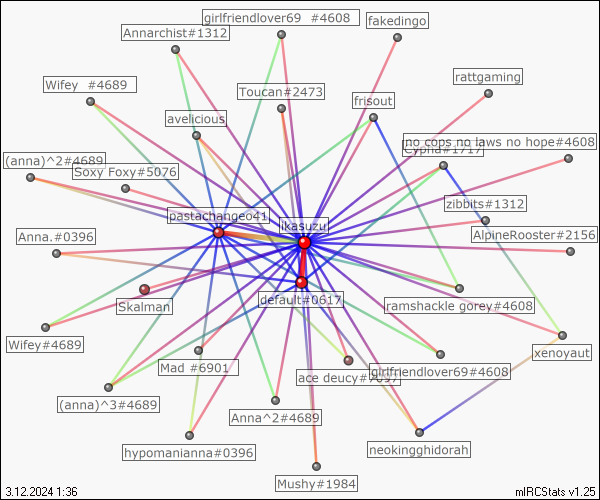 girlfriendlover69 #4608
fakedingo
Annarchist#1312
rattgaming
Wifey #4689
Toucan#2473
frisout
avelicious
no cops no laws no hope#4608
(anna)^2#4689
Soxy Foxy#5076
zibbits#1312
pastachangeo41
ikasuzu
Anna.#0396
AlpineRooster#2156
default#0617
Skalman
ramshackle gorey#4608
Wifey#4689
xenoyaut
Mad #6901
ace deucy#7097
girlfriendlover69#4608
(anna)^3#4689
Anna^2#4689
hypomanianna#0396
neokingghidorah
Mushy#1984
3.12.2024 1:36
mIRCStats v1.25